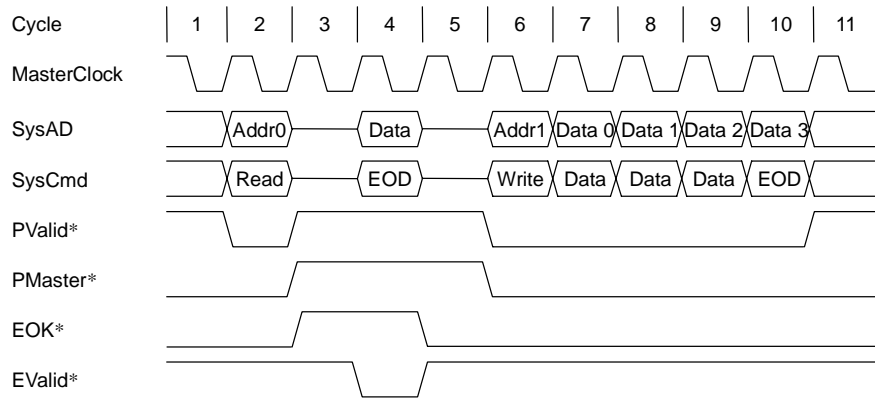 Cycle 1 2 3 4 5 6 7 8 9 10 11
MasterClock
SysAD Addr0 Data Addr1 Data 0 Data 1 Data 2 Data 3
SysCmd Read EOD Write Data Data Data EOD
PValid*
PMaster*
EOK*
EValid*